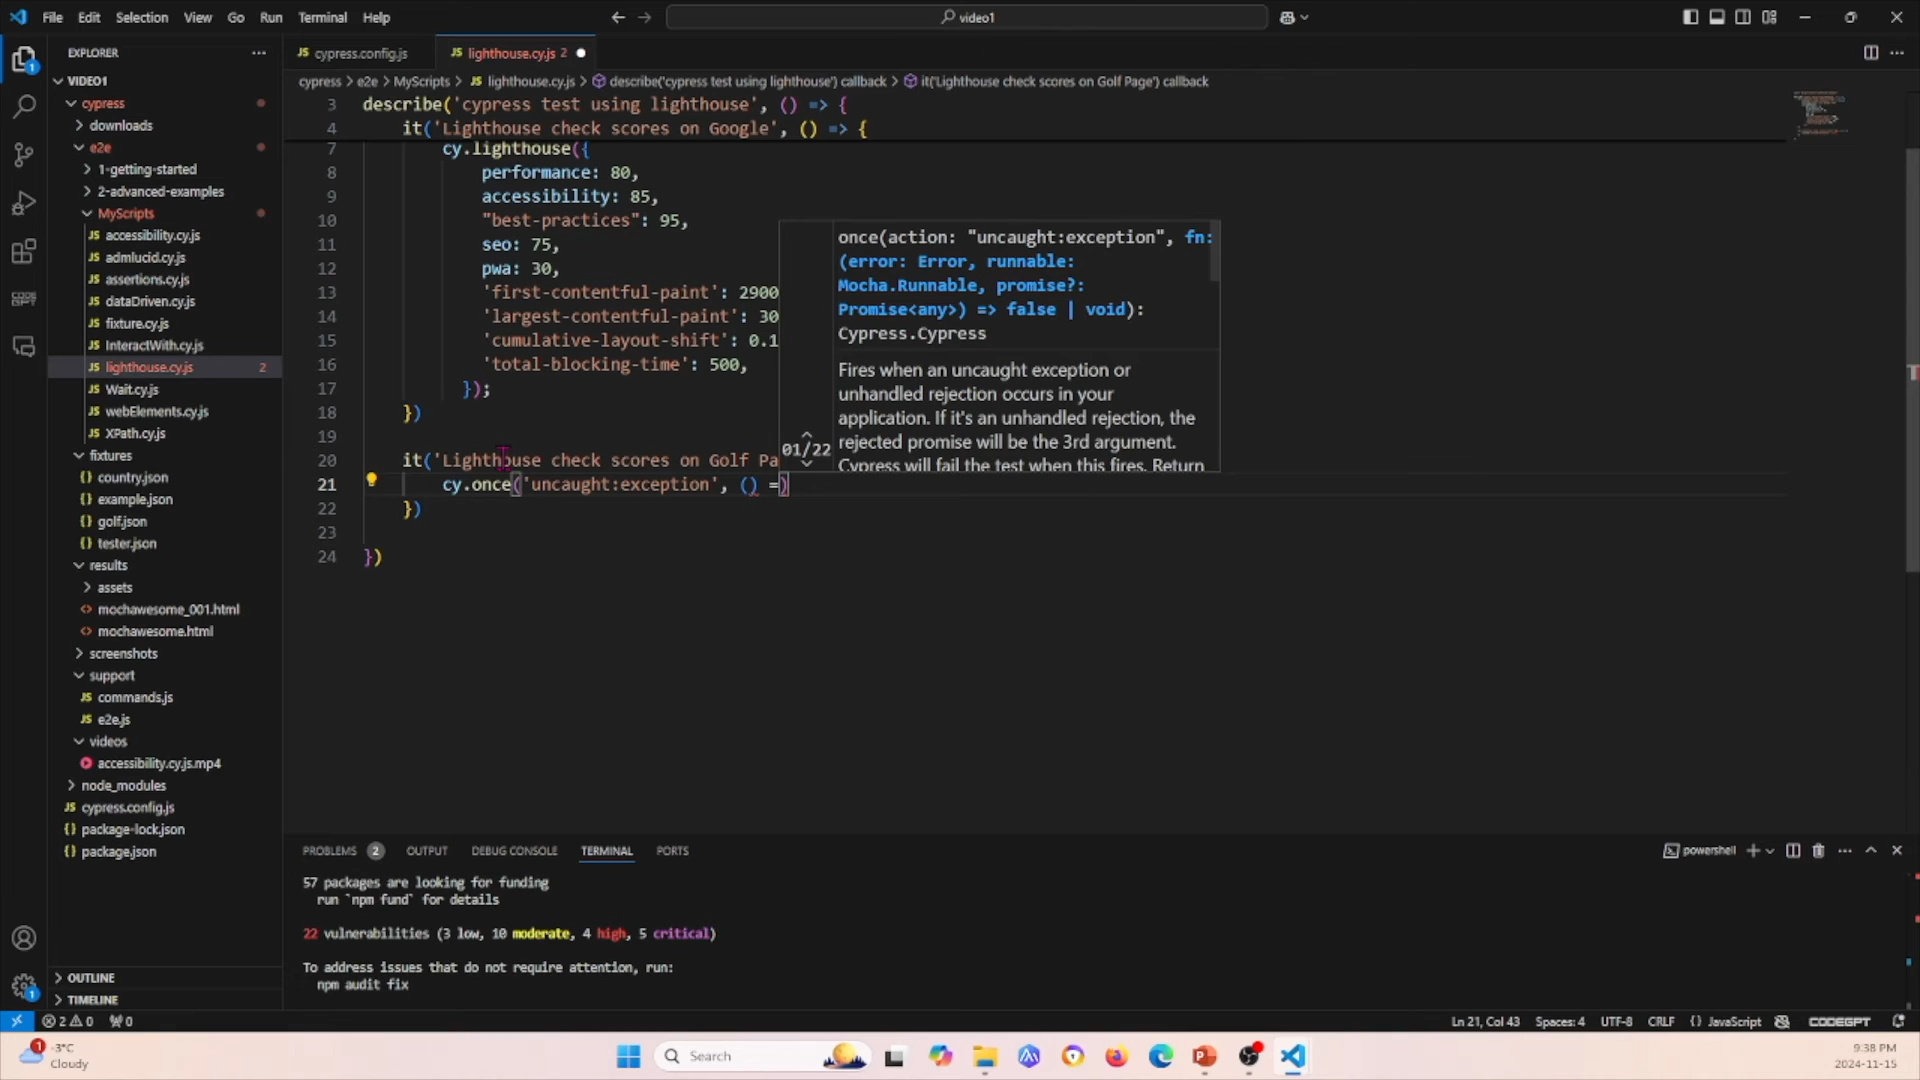 File Edit Selection View Go Run Terminal Help
video1
EXPLORER
cypress.config.js
lighthouse.cy.js 2
VIDEO1
cypress
downloads
e2e
1-getting-started
2-advanced-examples
MyScripts
accessibility.cy.js
admlucid.cy.js
assertions.cy.js
dataDriven.cy.js
fixture.cy.js
InteractWith.cy.js
lighthouse.cy.js 2
Wait.cy.js
webElements.cy.js
XPath.cy.js
fixtures
country.json
example.json
golf.json
tester.json
results
assets
mochawesome_001.html
mochawesome.html
screenshots
support
commands.js
e2e.js
videos
accessibility.cy.js.mp4
node_modules
cypress.config.js
package-lock.json
package.json
OUTLINE
TIMELINE
cypress > e2e > MyScripts > lighthouse.cy.js > describe('cypress test using lighthouse') callback > it('Lighthouse check scores on Golf Page') callback
3 describe('cypress test using lighthouse', () => {
4 it('Lighthouse check scores on Google', () => {
7 cy.lighthouse({
8 performance: 80,
9 accessibility: 85,
10 "best-practices": 95,
11 seo: 75,
12 pwa: 30,
13 'first-contentful-paint': 2900
14 'largest-contentful-paint': 30
15 'cumulative-layout-shift': 0.1
16 'total-blocking-time': 500,
17 });
18 })
19
20 it('Lighthouse check scores on Golf Pa
21 cy.once('uncaught:exception', () =)
22 })
23
24 })
once(action: "uncaught:exception", fn:
(error: Error, runnable:
Mocha.Runnable, promise?:
Promise<any>) => false | void):
Cypress.Cypress
Fires when an uncaught exception or
unhandled rejection occurs in your
application. If it's an unhandled rejection, the
rejected promise will be the 3rd argument.
Cypress will fail the test when this fires. Return
01/22
PROBLEMS 2 OUTPUT DEBUG CONSOLE TERMINAL PORTS
powershell
57 packages are looking for funding
run `npm fund` for details
22 vulnerabilities (3 low, 10 moderate, 4 high, 5 critical)
To address issues that do not require attention, run:
npm audit fix
2 0 0
Ln 21, Col 43 Spaces: 4 UTF-8 CRLF {} JavaScript CODEGPT
-3°C
Cloudy
Search
9:38 PM
2024-11-15